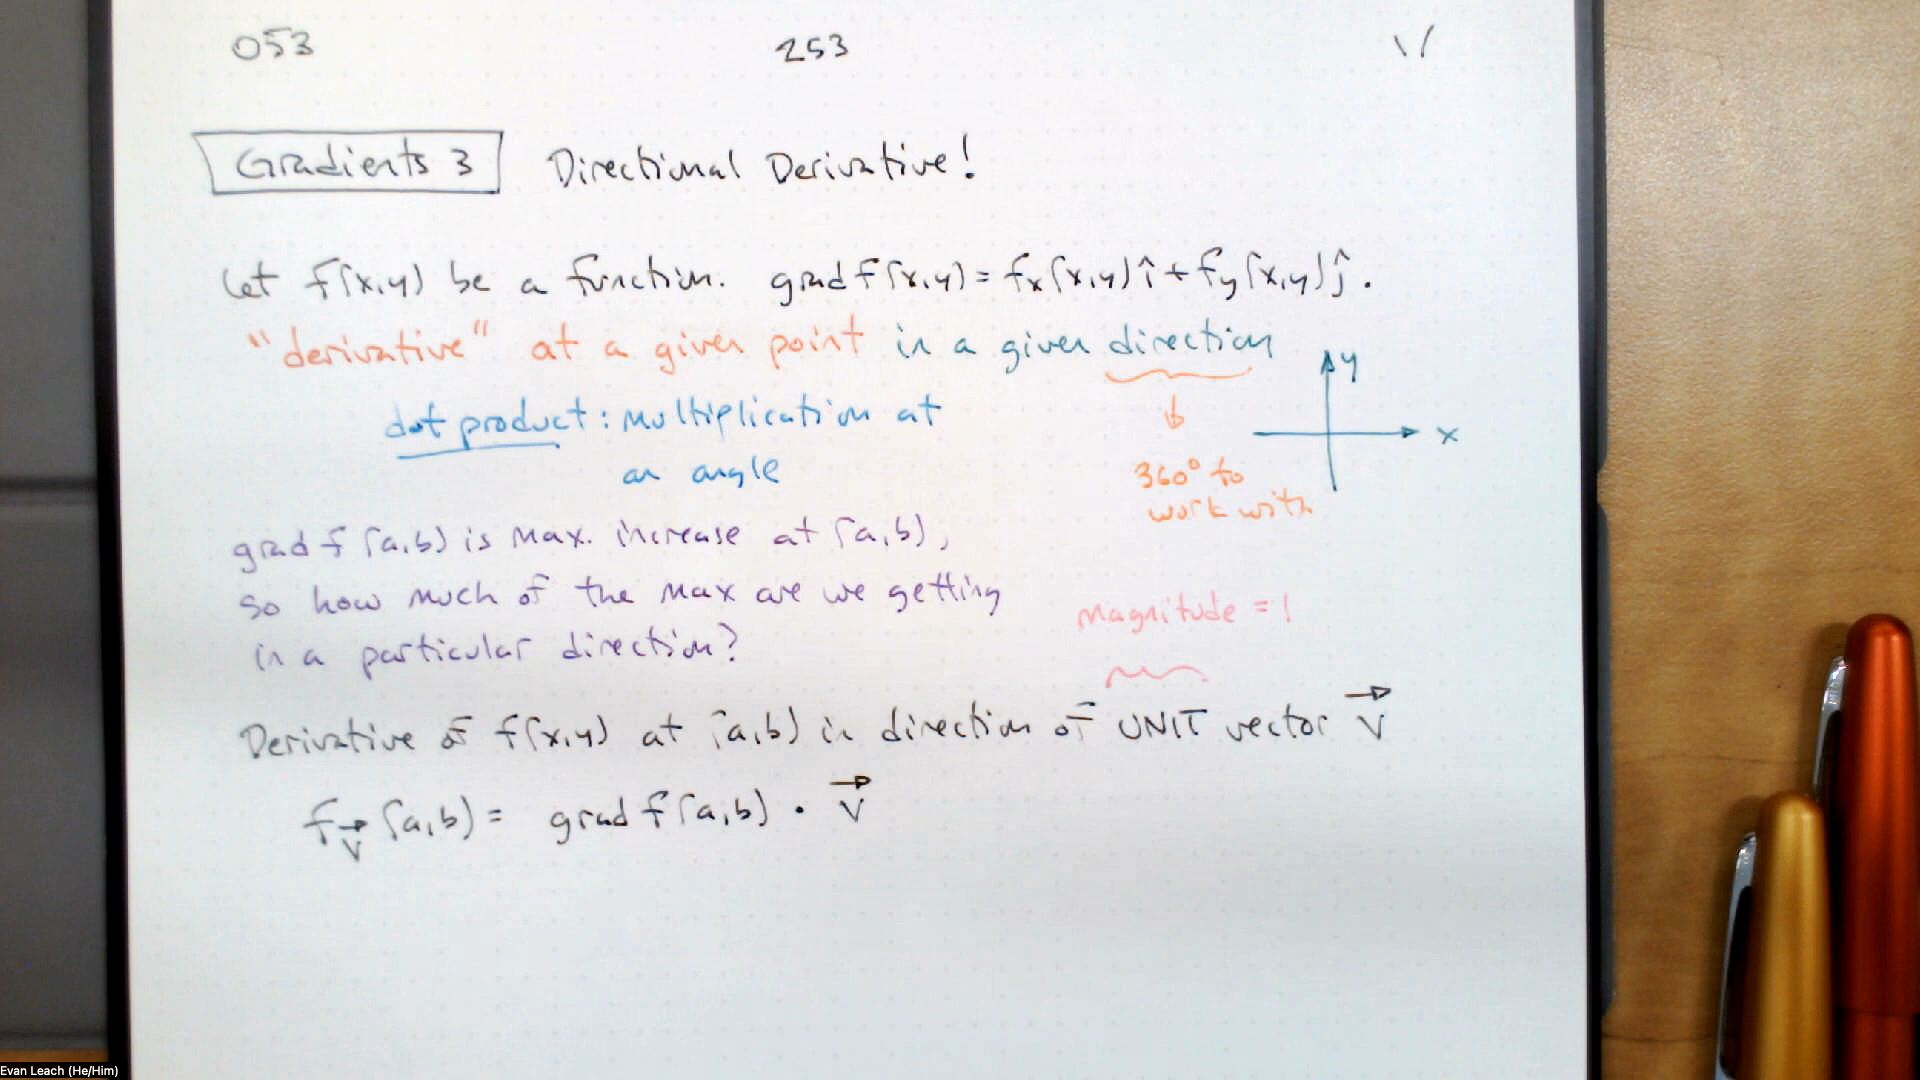 053 253 V
Gradients 3 Directional Derivative!
Let f(x,y) be a function. grad f(x,y) = fₓ(x,y) î + f_y(x,y) ĵ.
"derivative" at a given point in a given direction
y
x
dot product: multiplication at
an angle
360° to
work with
grad f (a,b) is max. increase at (a,b),
so how much of the max are we getting
in a particular direction?
magnitude = 1
Derivative of f(x,y) at (a,b) in direction of UNIT vector v⃗
f_v⃗ (a,b) = grad f(a,b) · v⃗
Evan Leach (He/Him)